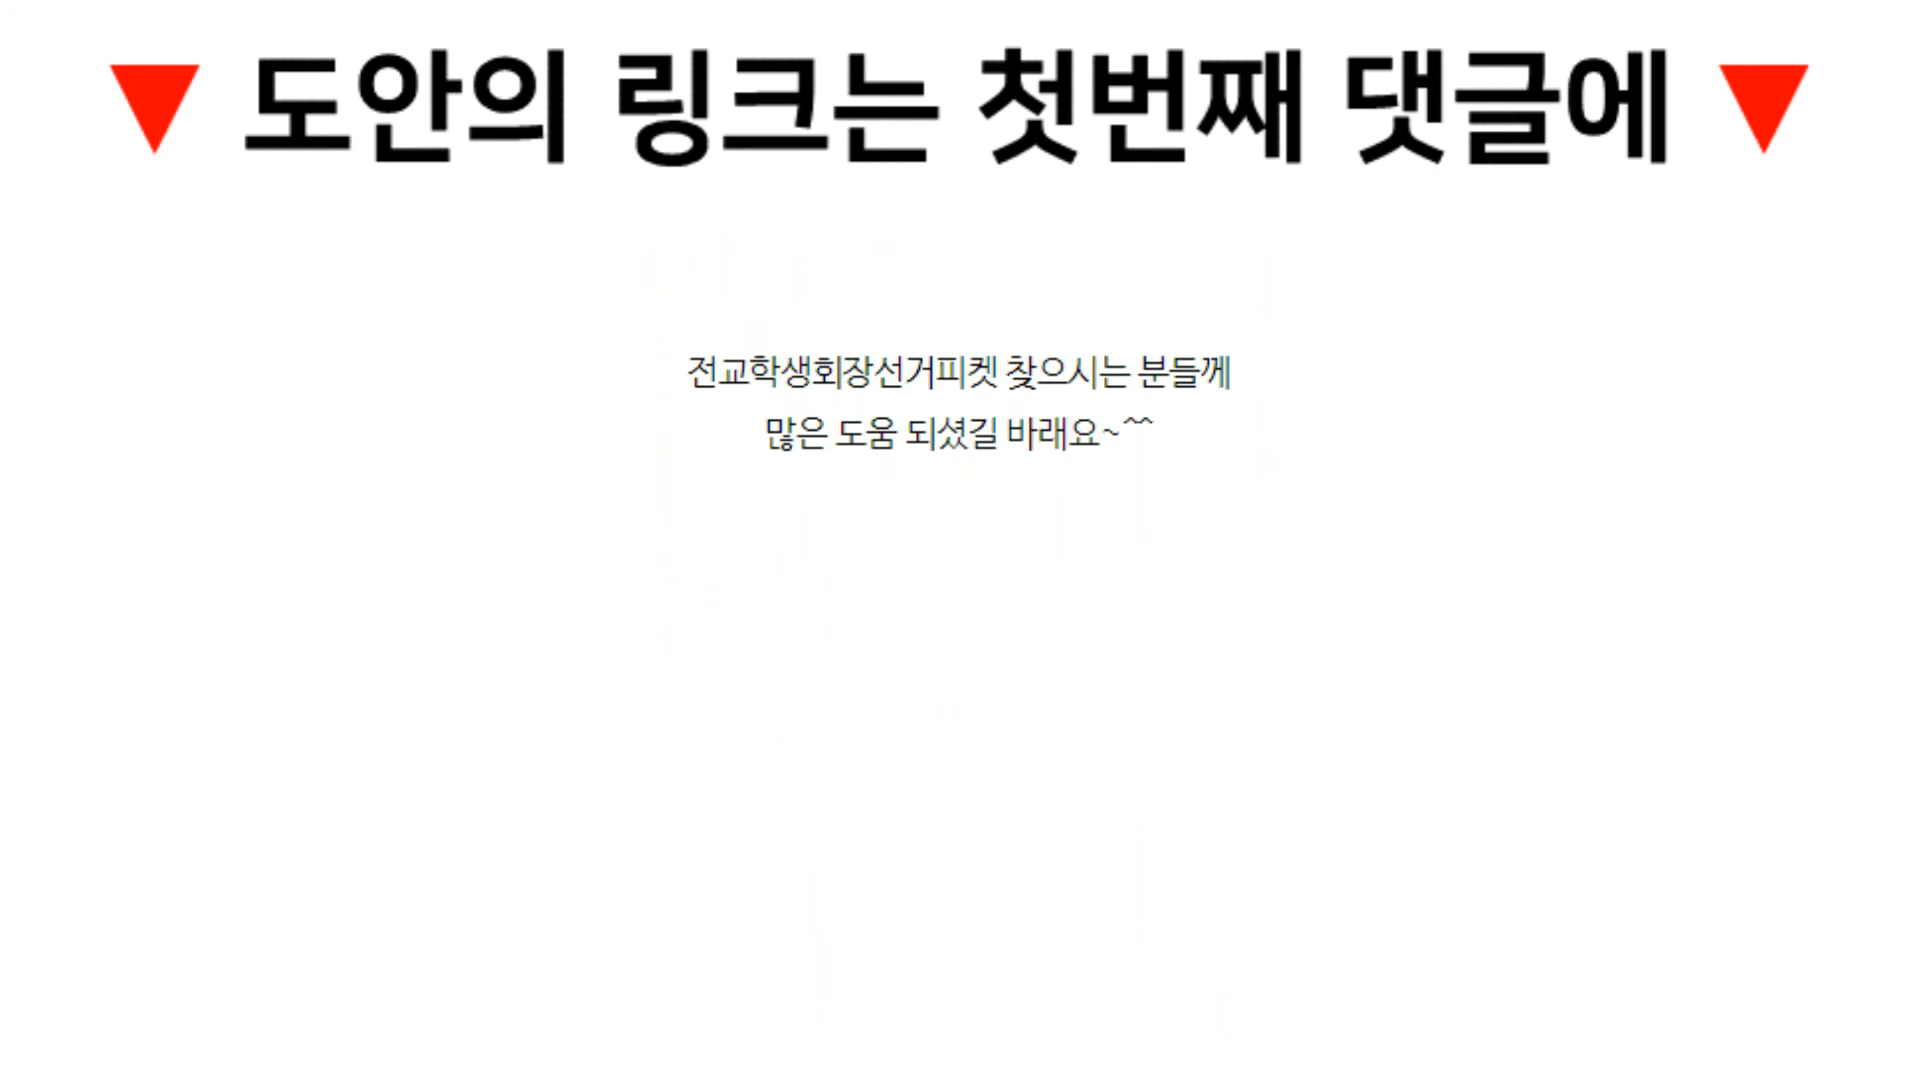 ▼ 도안의 링크는 첫번째 댓글에 ▼
전교학생회장선거피켓 찾으시는 분들께
많은 도움 되셨길 바래요~^^